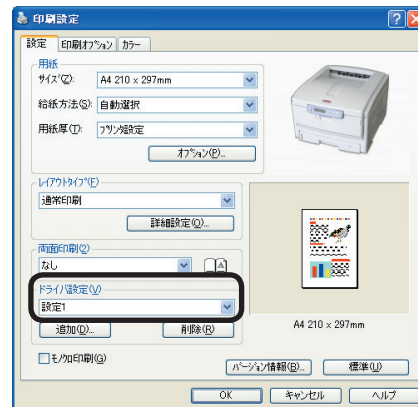 印刷設定
設定 印刷オプション カラー
用紙
サイズ(Z): A4 210 x 297mm
給紙方法(S): 自動選択
用紙厚(T): プリンタ設定
オプション(P)...
レイアウトタイプ(E)
通常印刷
詳細設定(O)...
両面印刷(2)
なし
ドライバ設定(V)
設定1
追加(D)... 削除(R)
A4 210 x 297mm
モノクロ印刷(G)
バージョン情報(B)... 標準(U)
OK キャンセル ヘルプ